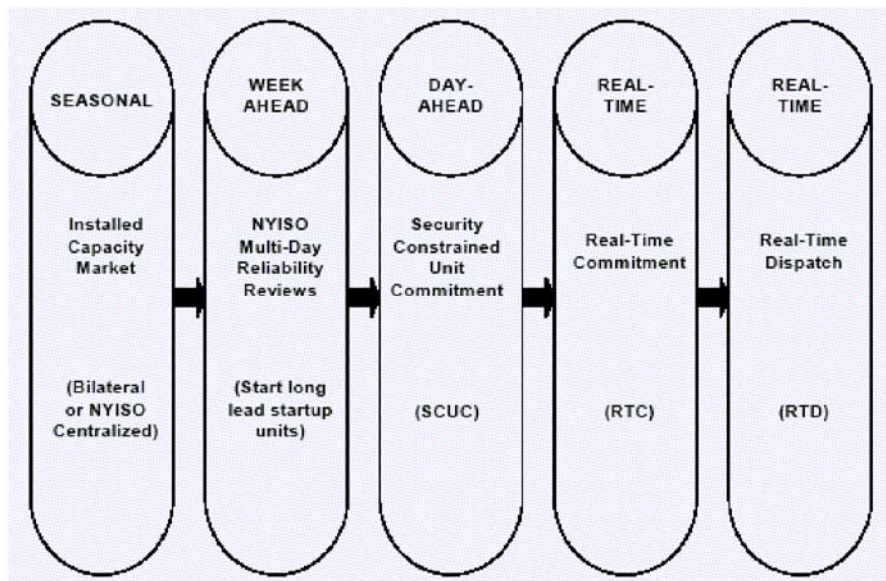 SEASONAL
WEEK
AHEAD
DAY-
AHEAD
REAL-
TIME
REAL-
TIME
Installed
Capacity
Market
NYISO
Multi-Day
Reliability
Reviews
Security
Constrained
Unit
Commitment
Real-Time
Commitment
Real-Time
Dispatch
(Bilateral
or NYISO
Centralized)
(Start long
lead startup
units)
(SCUC)
(RTC)
(RTD)